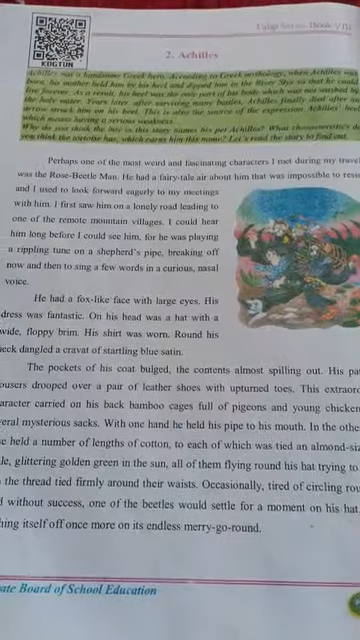 Tulip Series-Book-VIII
KOGTUN
2. Achilles
Achilles was a handsome Greek hero. According to Greek mythology, when Achilles was
born, his mother held him by his heel and dipped him in the River Styx so that he could
live forever. As a result, his heel was the only part of his body which was not washed by
the holy water. Years later after surviving many battles, Achilles finally died after an
arrow struck him on his heel. This is also the source of the expression Achilles' heel
which means having a serious weakness.
Why do you think the boy in this story names his pet Achilles? What characteristics do
you think the tortoise has, which earns him this name? Let's read the story to find out.
Perhaps one of the most weird and fascinating characters I met during my travel
was the Rose-Beetle Man. He had a fairy-tale air about him that was impossible to resi
and I used to look forward eagerly to my meetings
with him. I first saw him on a lonely road leading to
one of the remote mountain villages. I could hear
him long before I could see him, for he was playing
a rippling tune on a shepherd's pipe, breaking off
now and then to sing a few words in a curious, nasal
voice.
He had a fox-like face with large eyes. His
dress was fantastic. On his head was a hat with a
wide, floppy brim. His shirt was worn. Round his
eck dangled a cravat of startling blue satin.
The pockets of his coat bulged, the contents almost spilling out. His pat
ousers drooped over a pair of leather shoes with upturned toes. This extraord
aracter carried on his back bamboo cages full of pigeons and young chicken
veral mysterious sacks. With one hand he held his pipe to his mouth. In the othe
e held a number of lengths of cotton, to each of which was tied an almond-siz
le, glittering golden green in the sun, all of them flying round his hat trying to
the thread tied firmly around their waists. Occasionally, tired of circling rou
d without success, one of the beetles would settle for a moment on his hat
hing itself off once more on its endless merry-go-round.
ate Board of School Education